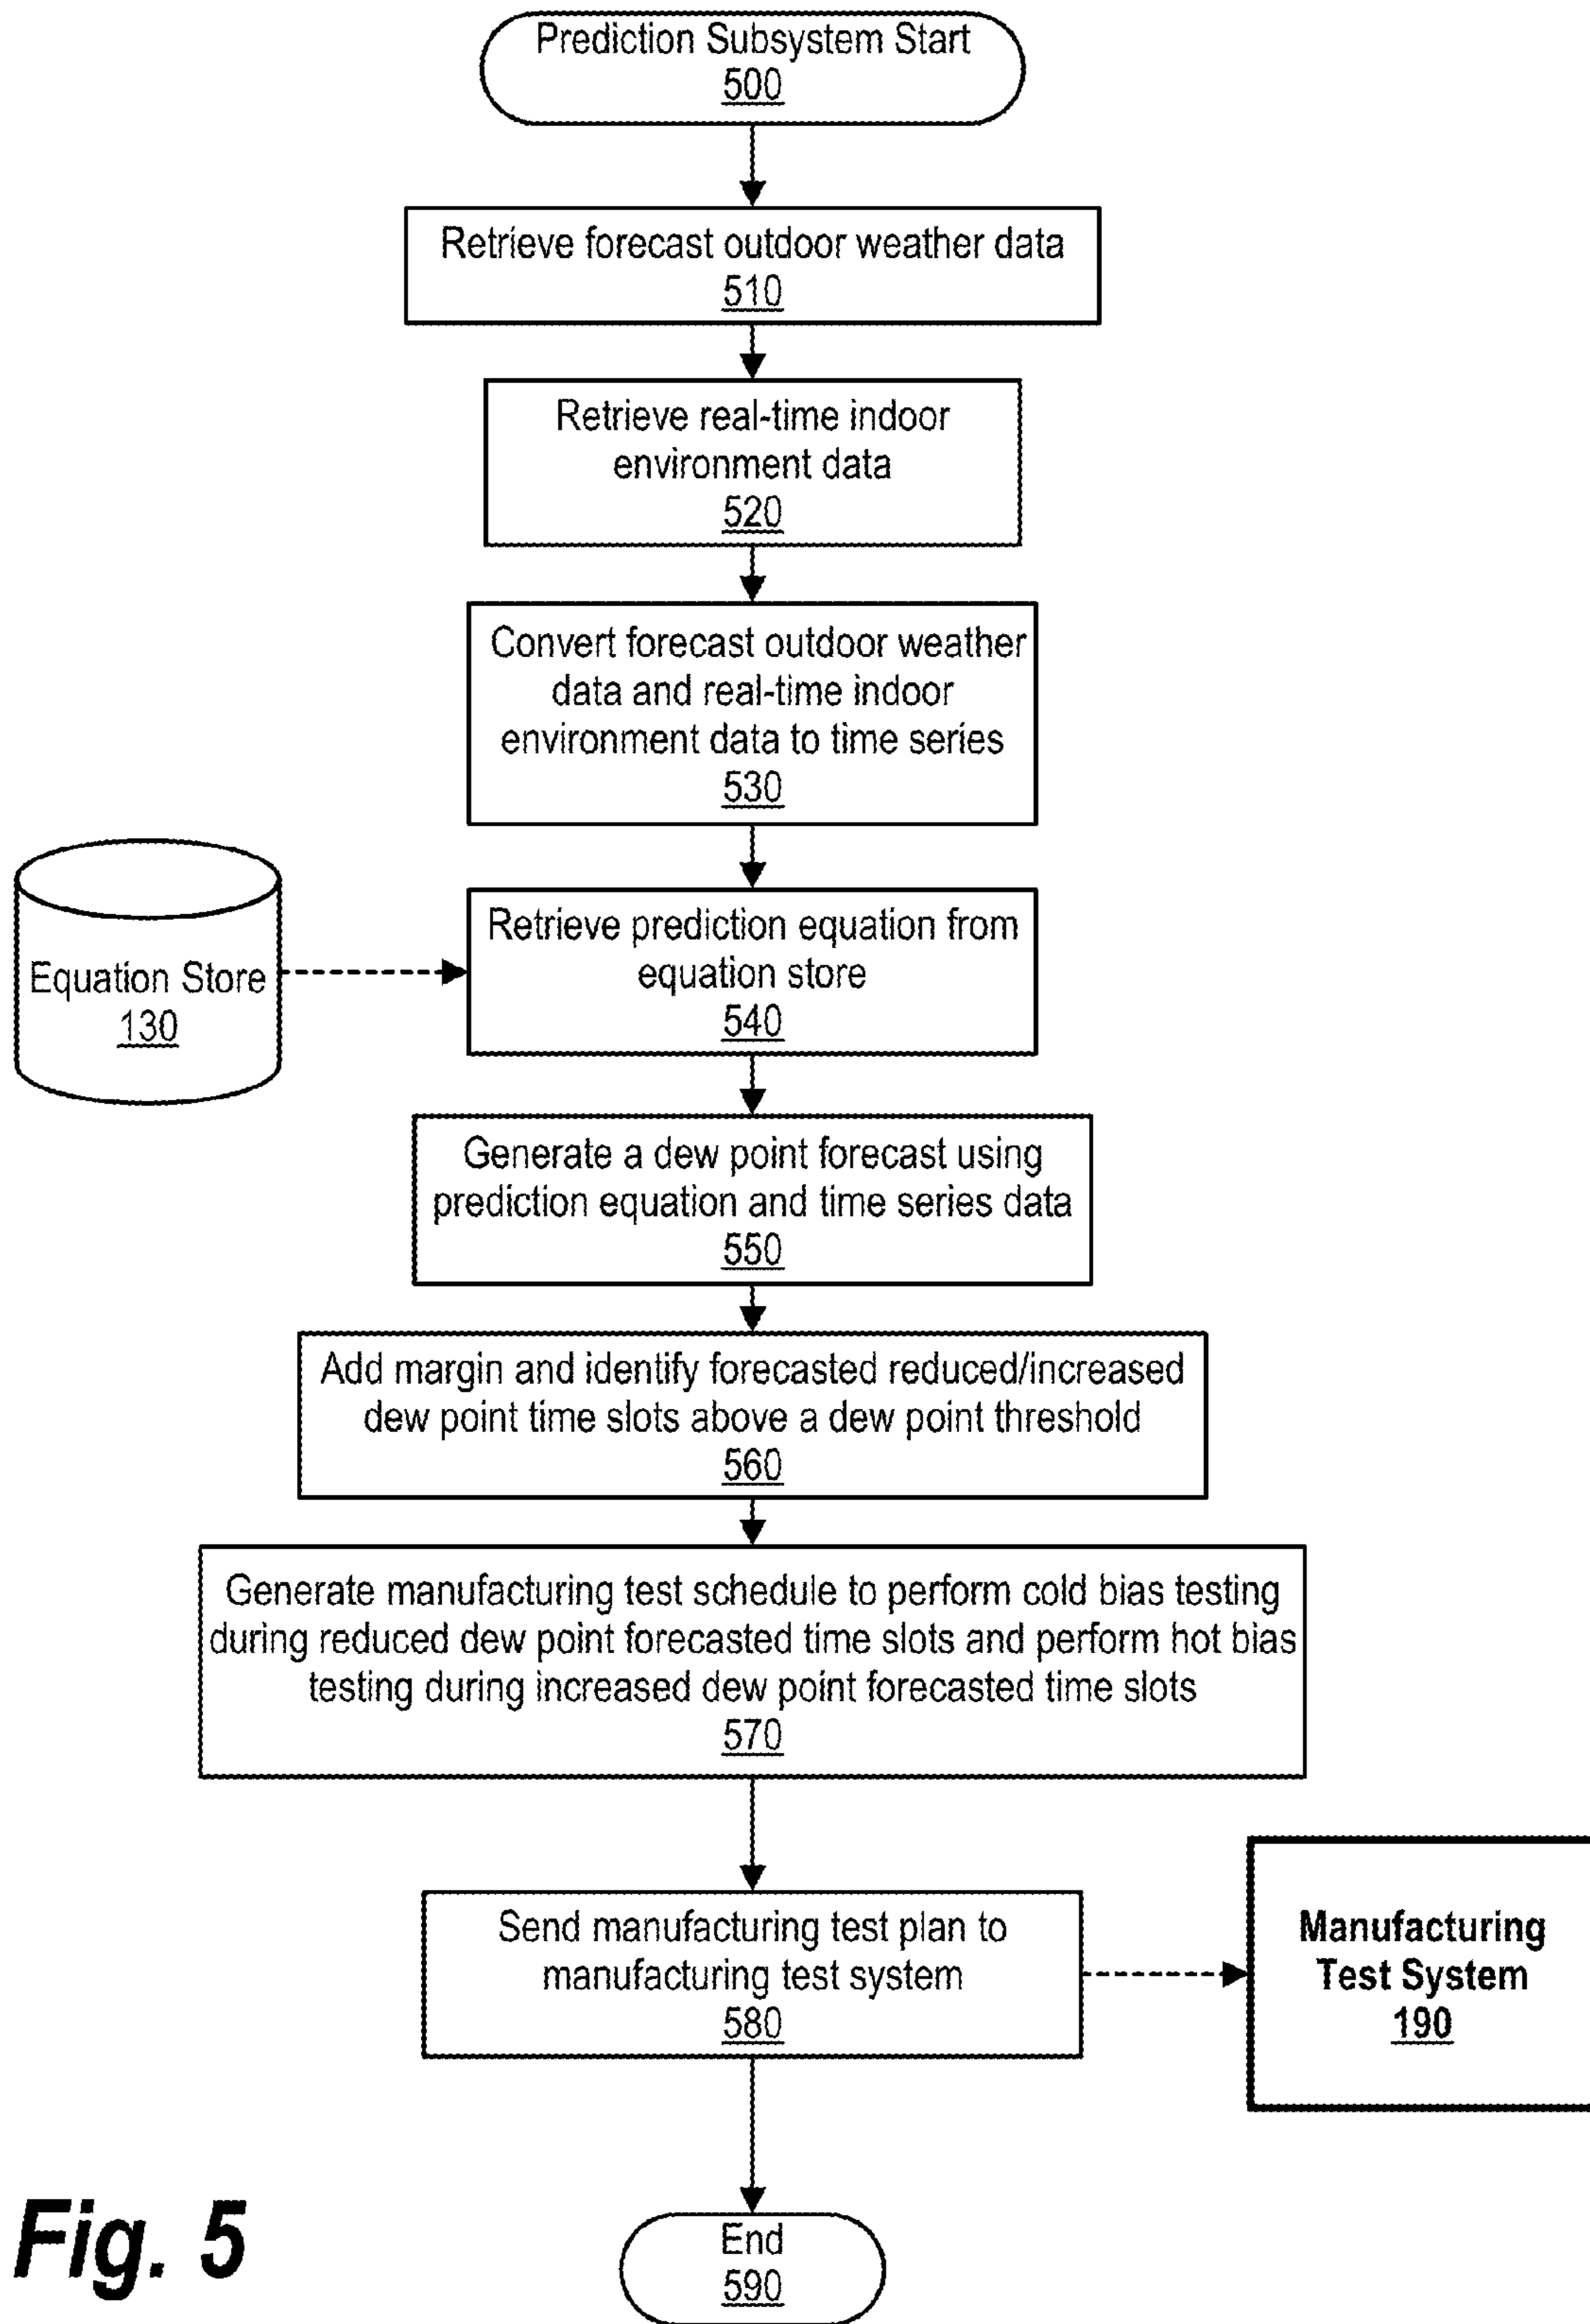 Prediction Subsystem Start
500
Retrieve forecast outdoor weather data
510
Retrieve real-time indoor
environment data
520
Convert forecast outdoor weather
data and real-time indoor
environment data to time series
530
Equation Store
130
Retrieve prediction equation from
equation store
540
Generate a dew point forecast using
prediction equation and time series data
550
Add margin and identify forecasted reduced/increased
dew point time slots above a dew point threshold
560
Generate manufacturing test schedule to perform cold bias testing
during reduced dew point forecasted time slots and perform hot bias
testing during increased dew point forecasted time slots
570
Send manufacturing test plan to
manufacturing test system
580
Manufacturing
Test System
190
End
590
Fig. 5